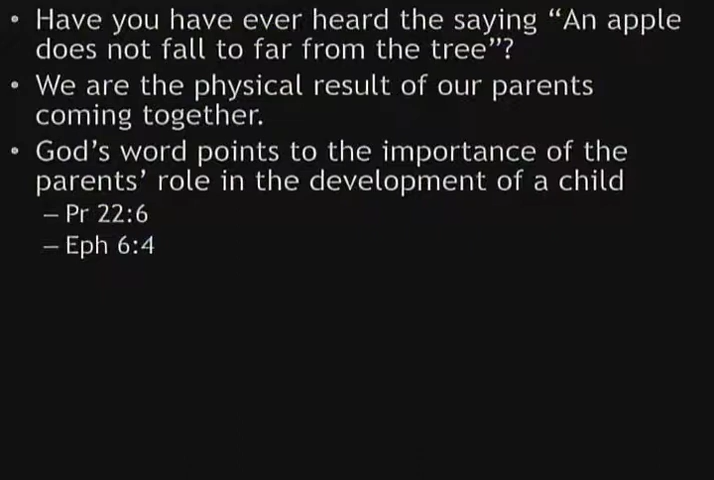 • Have you have ever heard the saying “An apple
does not fall to far from the tree”?
• We are the physical result of our parents
coming together.
• God’s word points to the importance of the
parents’ role in the development of a child
– Pr 22:6
– Eph 6:4